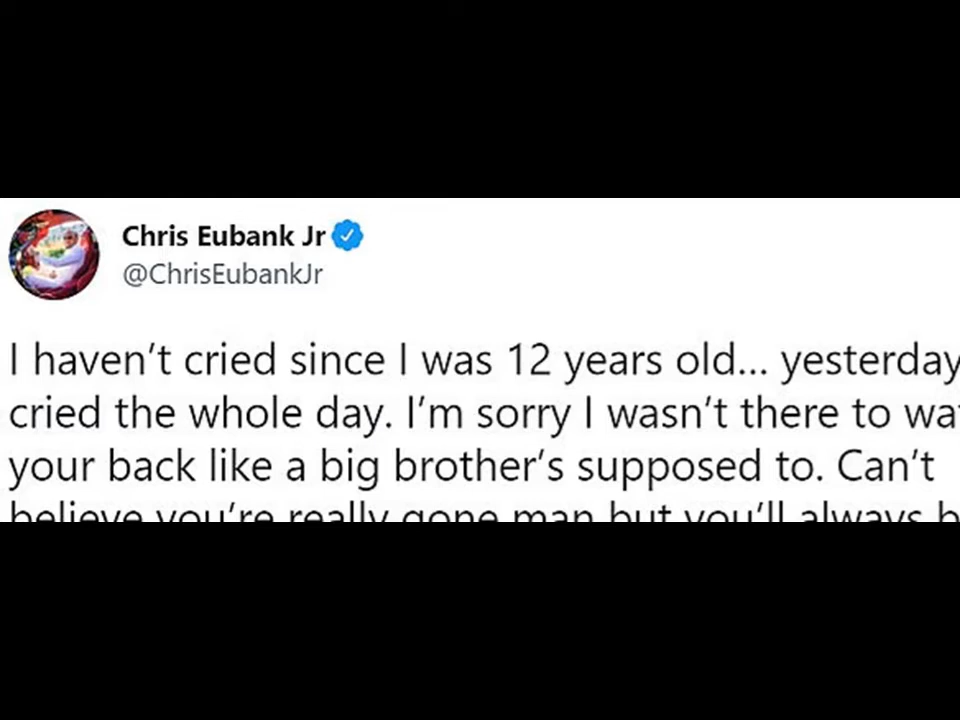 Chris Eubank Jr
@ChrisEubankJr
I haven’t cried since I was 12 years old... yesterday
cried the whole day. I’m sorry I wasn’t there to
your back like a big brother’s supposed to. Can’t
believe you’re really gone man but you’ll always